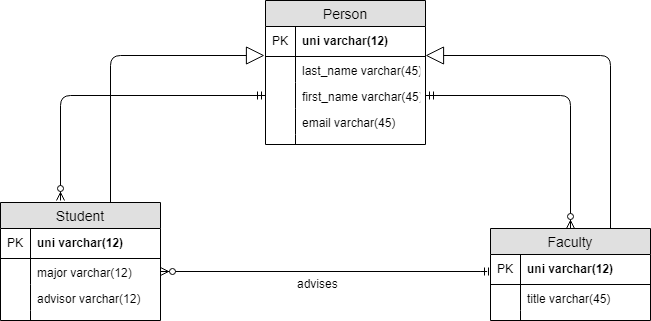 Person
PK uni varchar(12)
last_name varchar(45)
first_name varchar(45)
email varchar(45)
Student
PK uni varchar(12)
major varchar(12)
advisor varchar(12)
advises
Faculty
PK uni varchar(12)
title varchar(45)